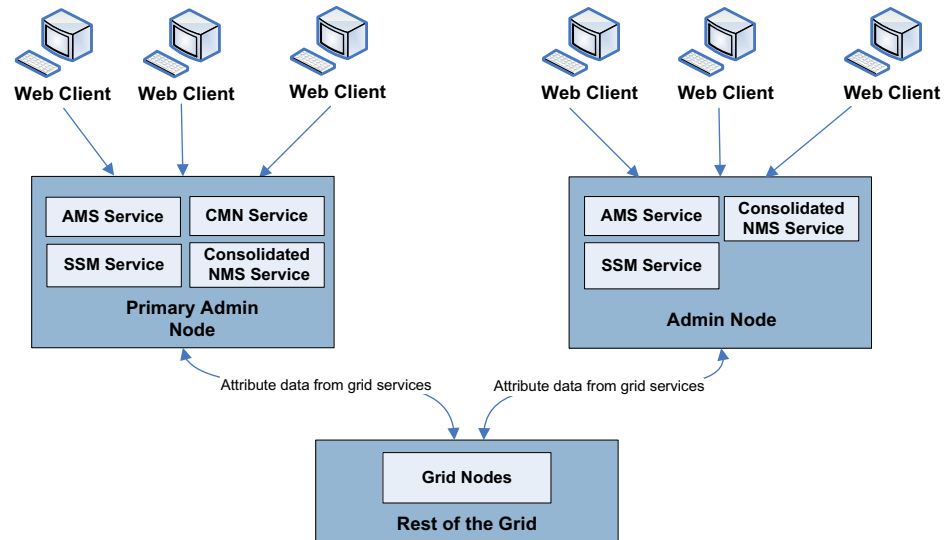 Web Client
Web Client
Web Client
Web Client
Web Client
Web Client
AMS Service
CMN Service
SSM Service
Consolidated
NMS Service
Primary Admin
Node
AMS Service
Consolidated
NMS Service
SSM Service
Admin Node
Attribute data from grid services
Attribute data from grid services
Grid Nodes
Rest of the Grid